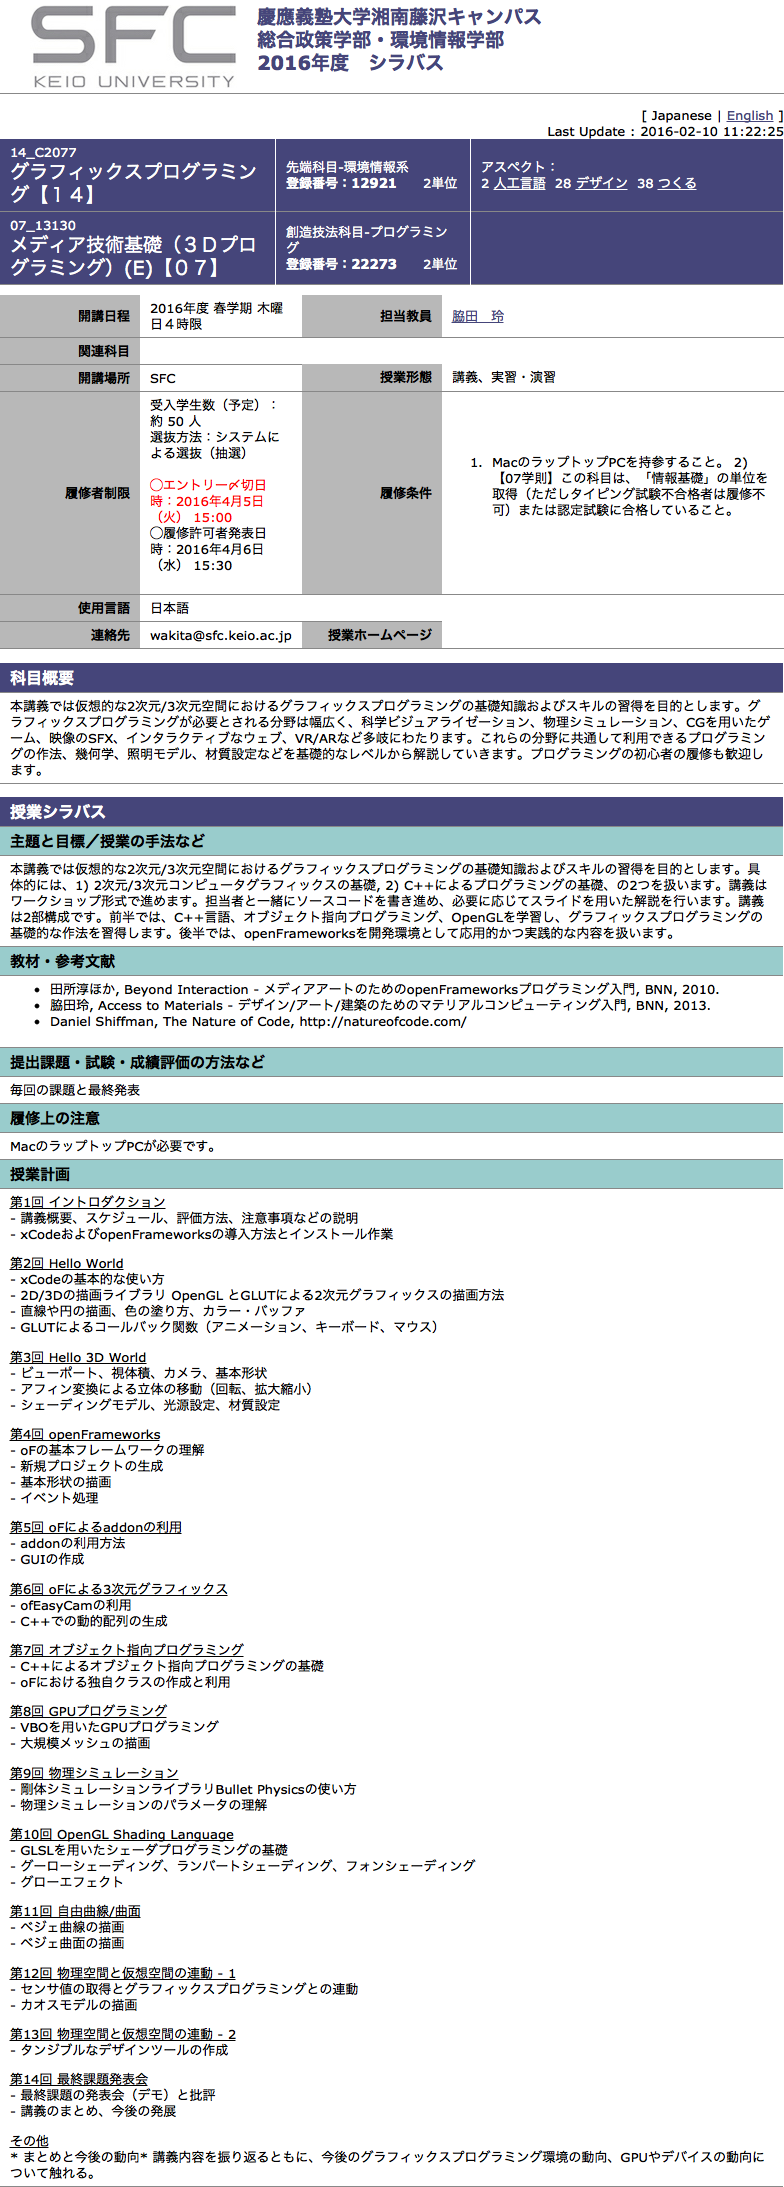 SFC
KEIO UNIVERSITY
慶應義塾大学湘南藤沢キャンパス
総合政策学部・環境情報学部
2016年度　シラバス
[ Japanese | English ]
Last Update : 2016-02-10 11:22:25
14_C2077
グラフィックスプログラミン
グ【１４】
先端科目-環境情報系
登録番号：12921　　2単位
アスペクト：
2 人工言語 28 デザイン 38 つくる
07_13130
メディア技術基礎（３Ｄプロ
グラミング）(E)【０７】
創造技法科目-プログラミン
グ
登録番号：22273　　2単位
開講日程
2016年度 春学期 木曜
日４時限
担当教員
脇田　玲
関連科目
開講場所
SFC
授業形態
講義、実習・演習
履修者制限
受入学生数（予定）：
約 50 人
選抜方法：システムに
よる選抜（抽選）
◯エントリー〆切日
時：2016年4月5日
（火） 15:00
◯履修許可者発表日
時：2016年4月6日
（水） 15:30
履修条件
1. MacのラップトップPCを持参すること。 2)
【07学則】この科目は、「情報基礎」の単位を
取得（ただしタイピング試験不合格者は履修不
可）または認定試験に合格していること。
使用言語
日本語
連絡先
wakita@sfc.keio.ac.jp
授業ホームページ
科目概要
本講義では仮想的な2次元/3次元空間におけるグラフィックスプログラミングの基礎知識およびスキルの習得を目的とします。グ
ラフィックスプログラミングが必要とされる分野は幅広く、科学ビジュアライゼーション、物理シミュレーション、CGを用いたゲ
ーム、映像のSFX、インタラクティブなウェブ、VR/ARなど多岐にわたります。これらの分野に共通して利用できるプログラミン
グの作法、幾何学、照明モデル、材質設定などを基礎的なレベルから解説していきます。プログラミングの初心者の履修も歓迎し
ます。
授業シラバス
主題と目標／授業の手法など
本講義では仮想的な2次元/3次元空間におけるグラフィックスプログラミングの基礎知識およびスキルの習得を目的とします。具
体的には、1) 2次元/3次元コンピュータグラフィックスの基礎, 2) C++によるプログラミングの基礎、の2つを扱います。講義は
ワークショップ形式で進めます。担当者と一緒にソースコードを書き進め、必要に応じてスライドを用いた解説を行います。講義
は2部構成です。前半では、C++言語、オブジェクト指向プログラミング、OpenGLを学習し、グラフィックスプログラミングの
基礎的な作法を習得します。後半では、openFrameworksを開発環境として応用的かつ実践的な内容を扱います。
教材・参考文献
• 田所淳ほか, Beyond Interaction - メディアアートのためのopenFrameworksプログラミング入門, BNN, 2010.
• 脇田玲, Access to Materials - デザイン/アート/建築のためのマテリアルコンピューティング入門, BNN, 2013.
• Daniel Shiffman, The Nature of Code, http://natureofcode.com/
提出課題・試験・成績評価の方法など
毎回の課題と最終発表
履修上の注意
MacのラップトップPCが必要です。
授業計画
第1回 イントロダクション
- 講義概要、スケジュール、評価方法、注意事項などの説明
- xCodeおよびopenFrameworksの導入方法とインストール作業
第2回 Hello World
- xCodeの基本的な使い方
- 2D/3Dの描画ライブラリ OpenGL とGLUTによる2次元グラフィックスの描画方法
- 直線や円の描画、色の塗り方、カラー・バッファ
- GLUTによるコールバック関数（アニメーション、キーボード、マウス）
第3回 Hello 3D World
- ビューポート、視体積、カメラ、基本形状
- アフィン変換による立体の移動（回転、拡大縮小）
- シェーディングモデル、光源設定、材質設定
第4回 openFrameworks
- oFの基本フレームワークの理解
- 新規プロジェクトの生成
- 基本形状の描画
- イベント処理
第5回 oFによるaddonの利用
- addonの利用方法
- GUIの作成
第6回 oFによる3次元グラフィックス
- ofEasyCamの利用
- C++での動的配列の生成
第7回 オブジェクト指向プログラミング
- C++によるオブジェクト指向プログラミングの基礎
- oFにおける独自クラスの作成と利用
第8回 GPUプログラミング
- VBOを用いたGPUプログラミング
- 大規模メッシュの描画
第9回 物理シミュレーション
- 剛体シミュレーションライブラリBullet Physicsの使い方
- 物理シミュレーションのパラメータの理解
第10回 OpenGL Shading Language
- GLSLを用いたシェーダプログラミングの基礎
- グーローシェーディング、ランバートシェーディング、フォンシェーディング
- グローエフェクト
第11回 自由曲線/曲面
- ベジェ曲線の描画
- ベジェ曲面の描画
第12回 物理空間と仮想空間の連動 - 1
- センサ値の取得とグラフィックスプログラミングとの連動
- カオスモデルの描画
第13回 物理空間と仮想空間の連動 - 2
- タンジブルなデザインツールの作成
第14回 最終課題発表会
- 最終課題の発表会（デモ）と批評
- 講義のまとめ、今後の発展
その他
* まとめと今後の動向* 講義内容を振り返るともに、今後のグラフィックスプログラミング環境の動向、GPUやデバイスの動向に
ついて触れる。